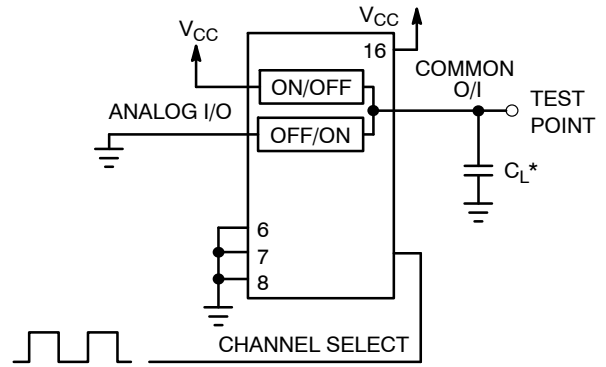 VCC
VCC
16
COMMON
O/I
ON/OFF
TEST
POINT
ANALOG I/O
OFF/ON
CL*
6
7
8
CHANNEL SELECT